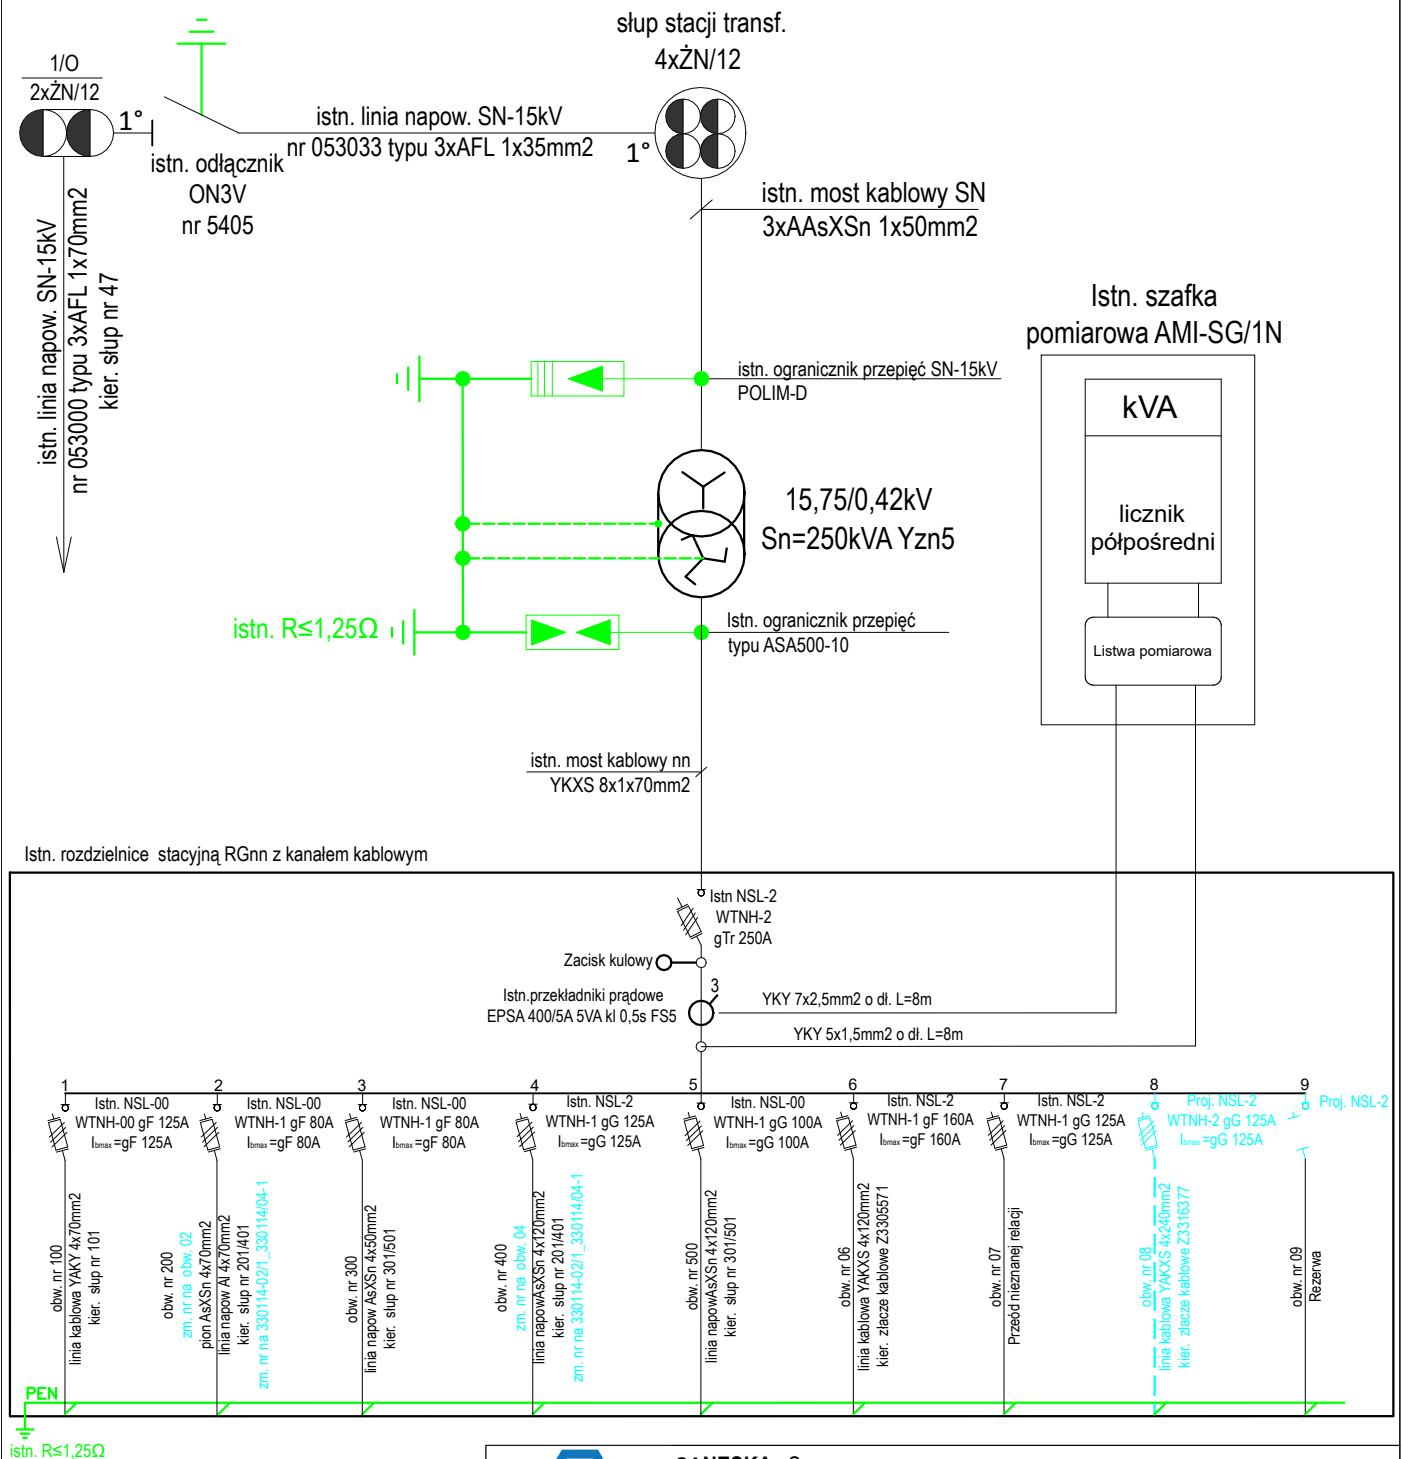 słup stacji transf.
4xŻN/12
1/O
2xŻN/12
1°
istn. odłącznik
ON3V
nr 5405
istn. linia napow. SN-15kV
nr 053033 typu 3xAFL 1x35mm2
1°
istn. most kablowy SN
3xAAsXSn 1x50mm2
istn. linia napow. SN-15kV
nr 053000 typu 3xAFL 1x70mm2
kier. słup nr 47
Istn. szafka
pomiarowa AMI-SG/1N
kVA
licznik
półpośredni
Listwa pomiarowa
istn. ogranicznik przepięć SN-15kV
POLIM-D
15,75/0,42kV
Sn=250kVA Yzn5
istn. R≤1,25Ω
Istn. ogranicznik przepięć
typu ASA500-10
istn. most kablowy nn
YKXS 8x1x70mm2
Istn. rozdzielnice stacyjną RGnn z kanałem kablowym
Istn NSL-2
WTNH-2
gTr 250A
Zacisk kulowy
3
Istn.przekładniki prądowe
EPSA 400/5A 5VA kl 0,5s FS5
YKY 7x2,5mm2 o dł. L=8m
YKY 5x1,5mm2 o dł. L=8m
1
Istn. NSL-00
WTNH-00 gF 125A
Ibmax=gF 125A
obw. nr 100
linia kablowa YAKY 4x70mm2
kier. słup nr 101
2
Istn. NSL-00
WTNH-1 gF 80A
Ibmax=gF 80A
obw. nr 200
zm. nr na obw. 02
pion AsXSn 4x70mm2
linia napow Al 4x70mm2
kier. słup nr 201/401
zm. nr na 330114-02/1_330114/04-1
3
Istn. NSL-00
WTNH-1 gF 80A
Ibmax=gF 80A
obw. nr 300
linia napow AsXSn 4x50mm2
kier. słup nr 301/501
4
Istn. NSL-2
WTNH-1 gG 125A
Ibmax=gG 125A
obw. nr 400
zm. nr na obw. 04
linia napowAsXSn 4x120mm2
kier. słup nr 201/401
zm. nr na 330114-02/1_330114/04-1
5
Istn. NSL-00
WTNH-1 gG 100A
Ibmax=gG 100A
obw. nr 500
linia napowAsXSn 4x120mm2
kier. słup nr 301/501
6
Istn. NSL-2
WTNH-1 gF 160A
Ibmax=gF 160A
obw. nr 06
linia kablowa YAKXS 4x120mm2
kier. złacze kablowe Z3305571
7
Istn. NSL-2
WTNH-1 gG 125A
Ibmax=gG 125A
obw. nr 07
Przeód nieznanej relacji
8
Proj. NSL-2
WTNH-2 gG 125A
Ibmax=gG 125A
obw. nr 08
linia kablowa YAKXS 4x240mm2
kier. złacze kablowe Z3316377
9
Proj. NSL-2
obw. nr 09
Rezerwa
PEN
istn. R≤1,25Ω